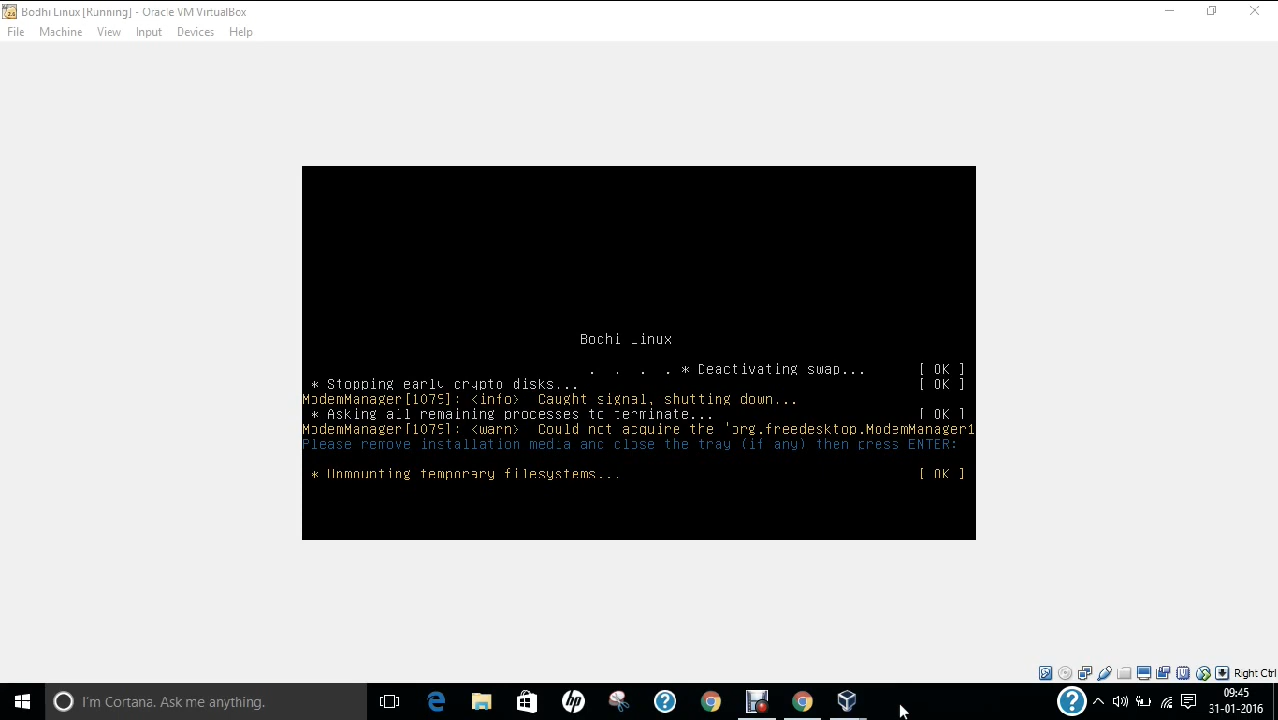 Bodhi Linux [Running] - Oracle VM VirtualBox
File Machine View Input Devices Help
Bodhi Linux
. . . . * Deactivating swap... [ OK ]
* Stopping early crypto disks... [ OK ]
ModemManager[1079]: <info> Caught signal, shutting down...
* Asking all remaining processes to terminate... [ OK ]
ModemManager[1079]: <warn> Could not acquire the 'org.freedesktop.ModemManager1
Please remove installation media and close the tray (if any) then press ENTER:
* Unmounting temporary filesystems... [ OK ]
Right Ctrl
I'm Cortana. Ask me anything.
09:45
31-01-2016